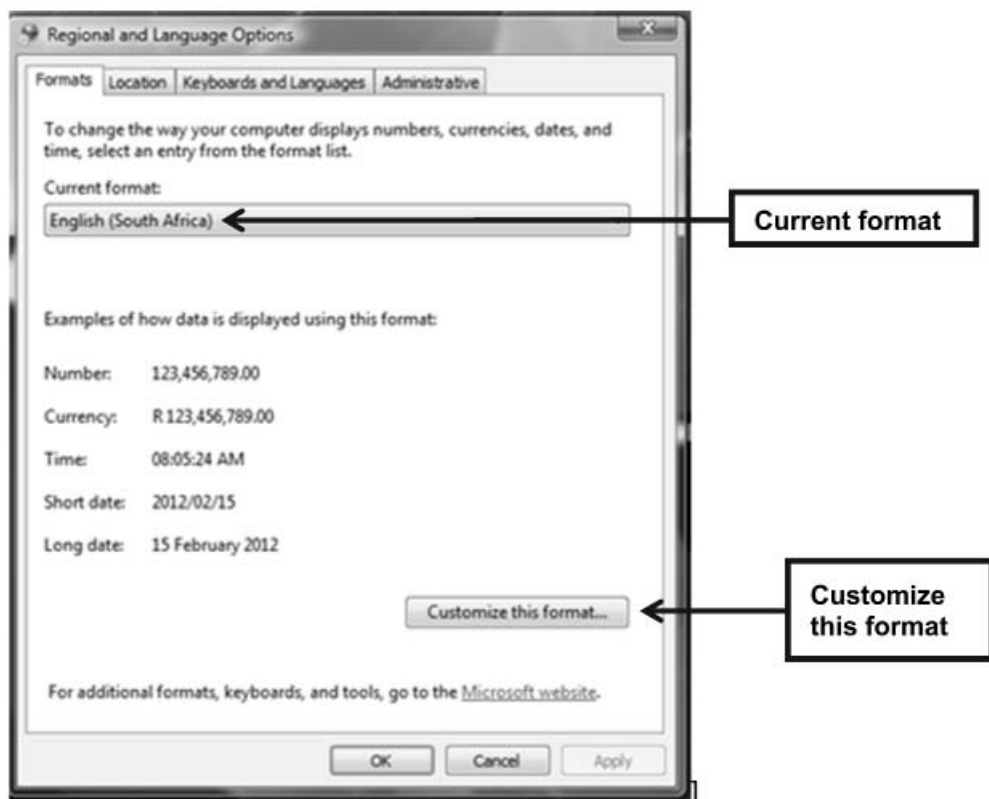 Regional and Language Options
Formats Location Keyboards and Languages Administrative
To change the way your computer displays numbers, currencies, dates, and
time, select an entry from the format list.
Current format:
English (South Africa)
Current format
Examples of how data is displayed using this format:
Number: 123,456,789.00
Currency: R 123,456,789.00
Time: 08:05:24 AM
Short date: 2012/02/15
Long date: 15 February 2012
Customize this format...
Customize
this format
For additional formats, keyboards, and tools, go to the Microsoft website.
OK Cancel Apply